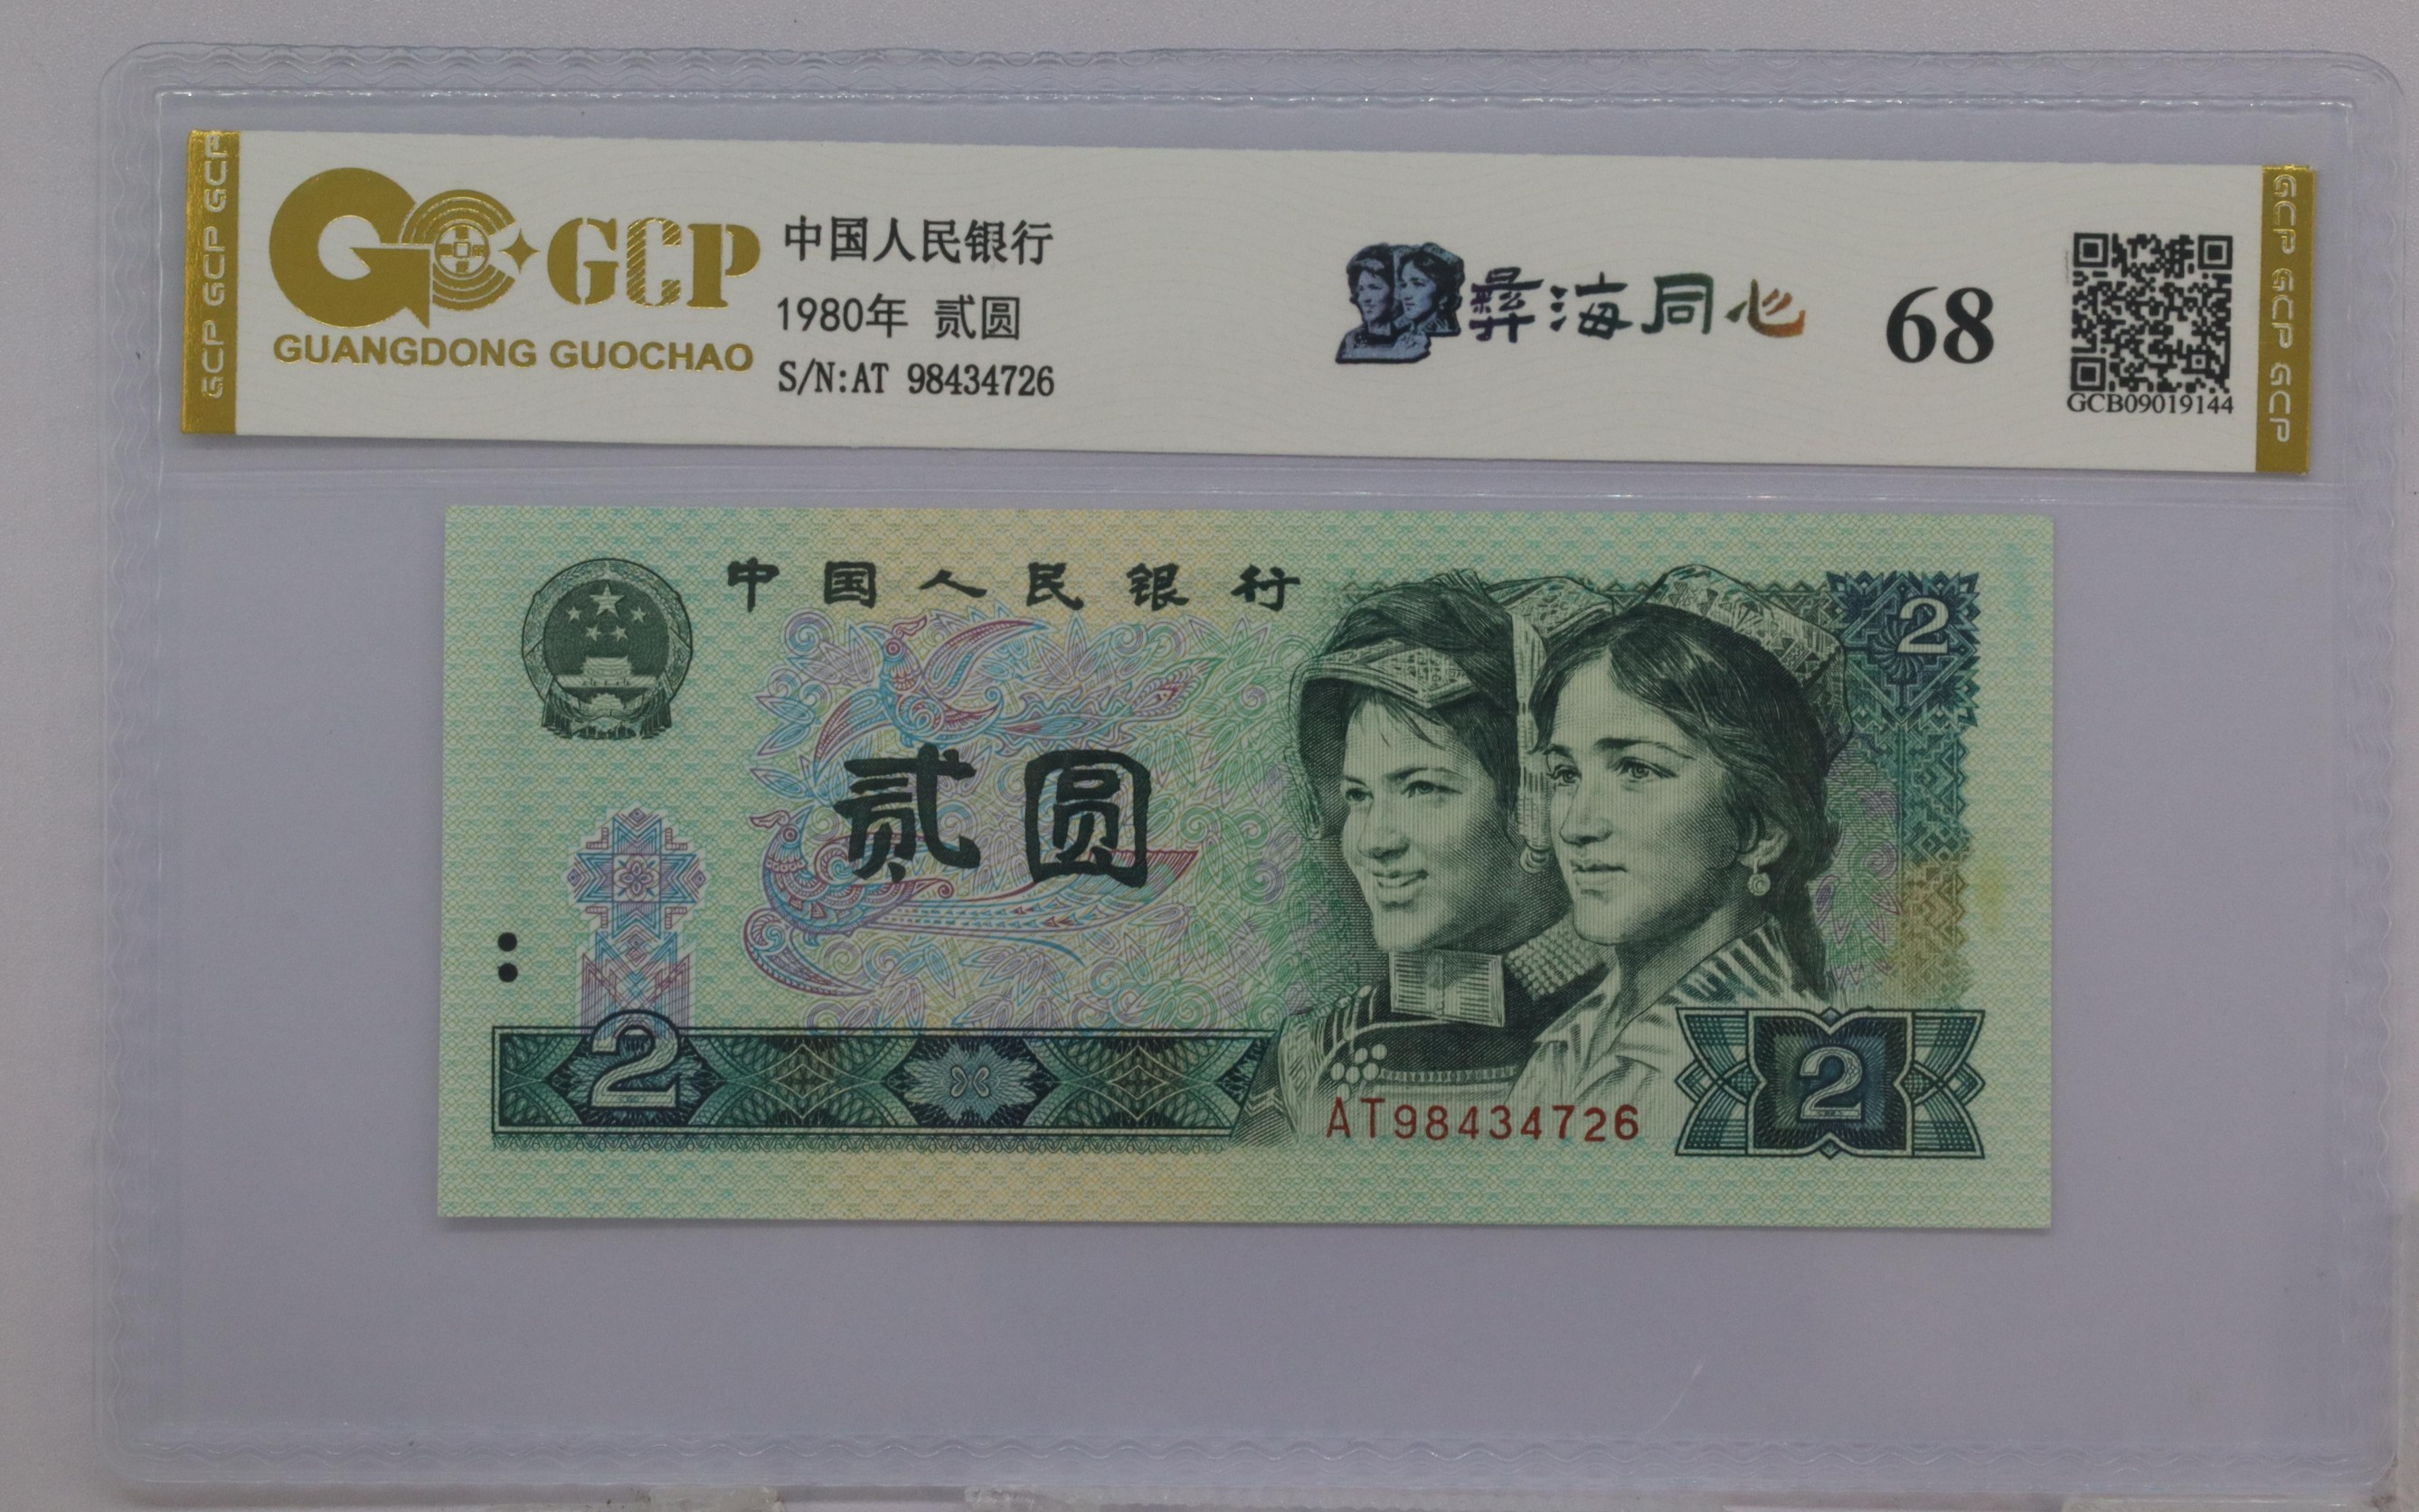 GCP GCP GCP
GCP
GUANGDONG GUOCHAO
中国人民银行
1980年 贰圆
S/N:AT 98434726
彝海同心
68
GCB09019144
GCP GCP GCP
中国人民银行
2
贰圆
2
AT98434726
2